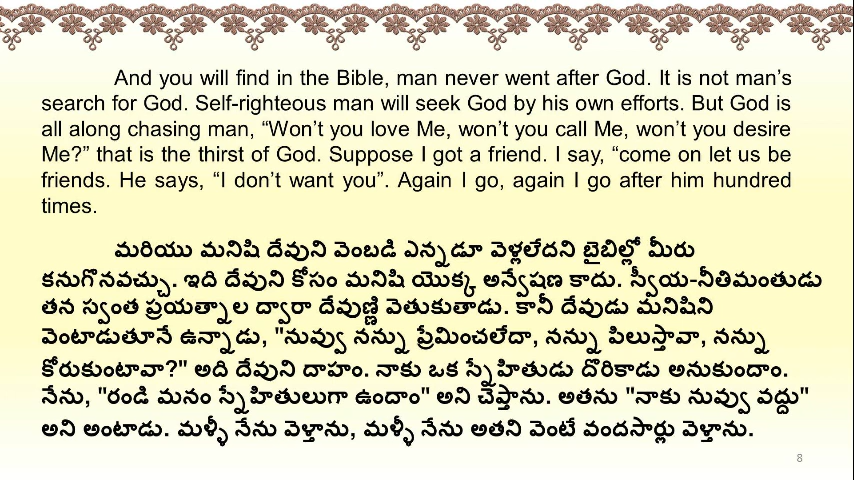 And you will find in the Bible, man never went after God. It is not man’s
search for God. Self-righteous man will seek God by his own efforts. But God is
all along chasing man, “Won’t you love Me, won’t you call Me, won’t you desire
Me?” that is the thirst of God. Suppose I got a friend. I say, “come on let us be
friends. He says, “I don’t want you”. Again I go, again I go after him hundred
times.
మరియు మనిషి దేవుని వెంబడి ఎన్నడూ వెళ్లలేదని బైబిల్లో మీరు
కనుగొనవచ్చు. ఇది దేవుని కోసం మనిషి యొక్క అన్వేషణ కాదు. స్వీయ-నీతిమంతుడు
తన స్వంత ప్రయత్నాల ద్వారా దేవుణ్ణి వెతుకుతాడు. కానీ దేవుడు మనిషిని
వెంటాడుతూనే ఉన్నాడు, "నువ్వు నన్ను ప్రేమించలేదా, నన్ను పిలుస్తావా, నన్ను
కోరుకుంటావా?" అది దేవుని దాహం. నాకు ఒక స్నేహితుడు దొరికాడు అనుకుందాం.
నేను, "రండి మనం స్నేహితులుగా ఉందాం" అని చెప్తాను. అతను "నాకు నువ్వు వద్దు"
అని అంటాడు. మళ్ళీ నేను వెళ్తాను, మళ్ళీ నేను అతని వెంటే వందసార్లు వెళ్తాను.
8